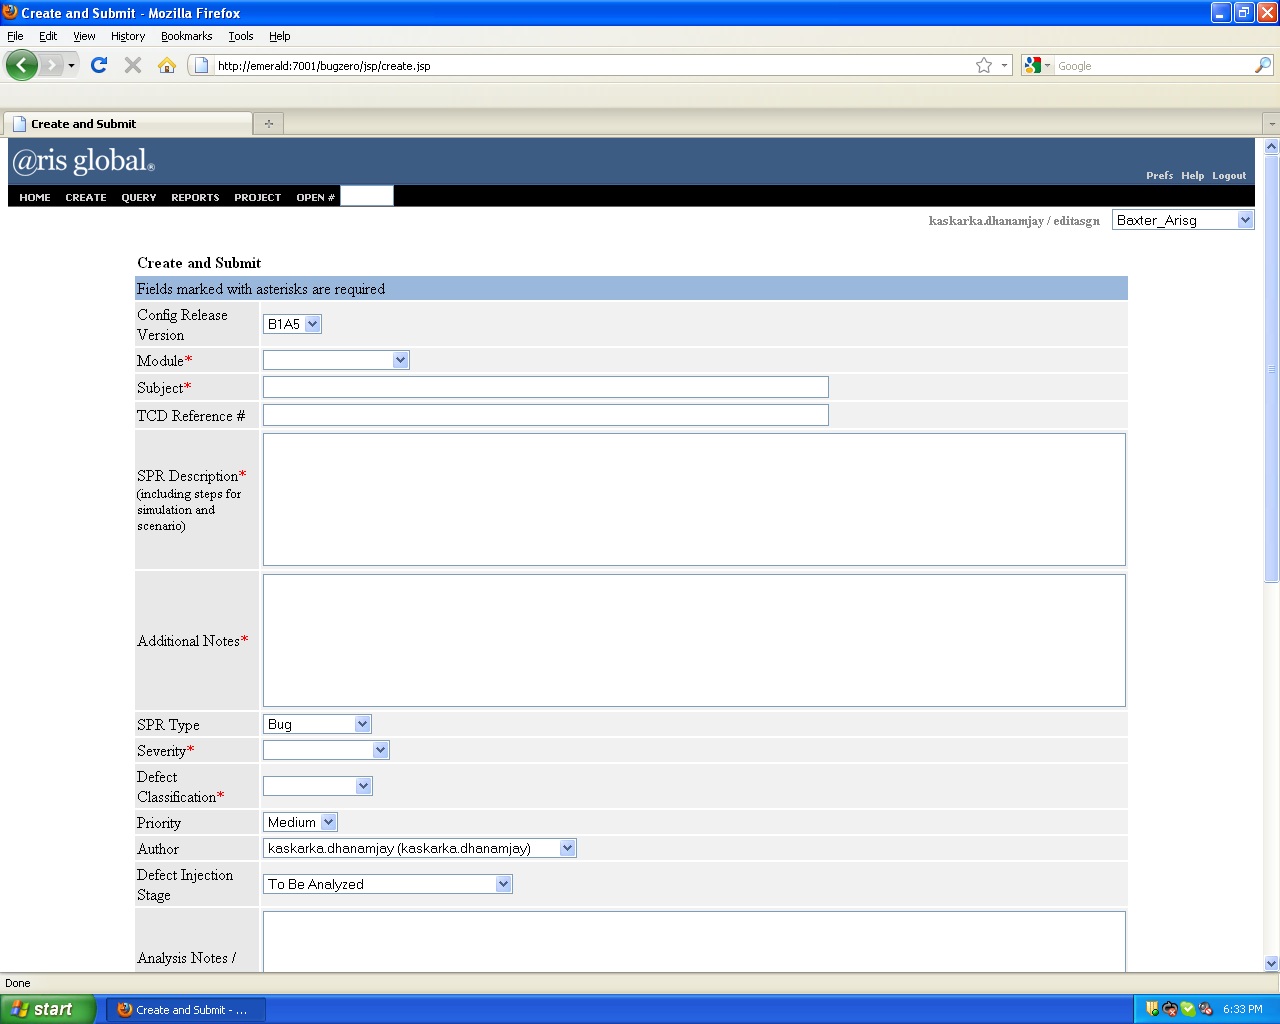 Create and Submit - Mozilla Firefox
File Edit View History Bookmarks Tools Help
http://emerald:7001/bugzero/jsp/create.jsp
Google
Create and Submit
@ris global®
Prefs Help Logout
HOME CREATE QUERY REPORTS PROJECT OPEN #
kaskarka.dhanamjay / editasgn Baxter_Arisg
Create and Submit
Fields marked with asterisks are required
Config Release
Version
B1A5
Module*
Subject*
TCD Reference #
SPR Description*
(including steps for
simulation and
scenario)
Additional Notes*
SPR Type Bug
Severity*
Defect
Classification*
Priority Medium
Author kaskarka.dhanamjay (kaskarka.dhanamjay)
Defect Injection
Stage
To Be Analyzed
Analysis Notes /
Done
start Create and Submit - ... 6:33 PM